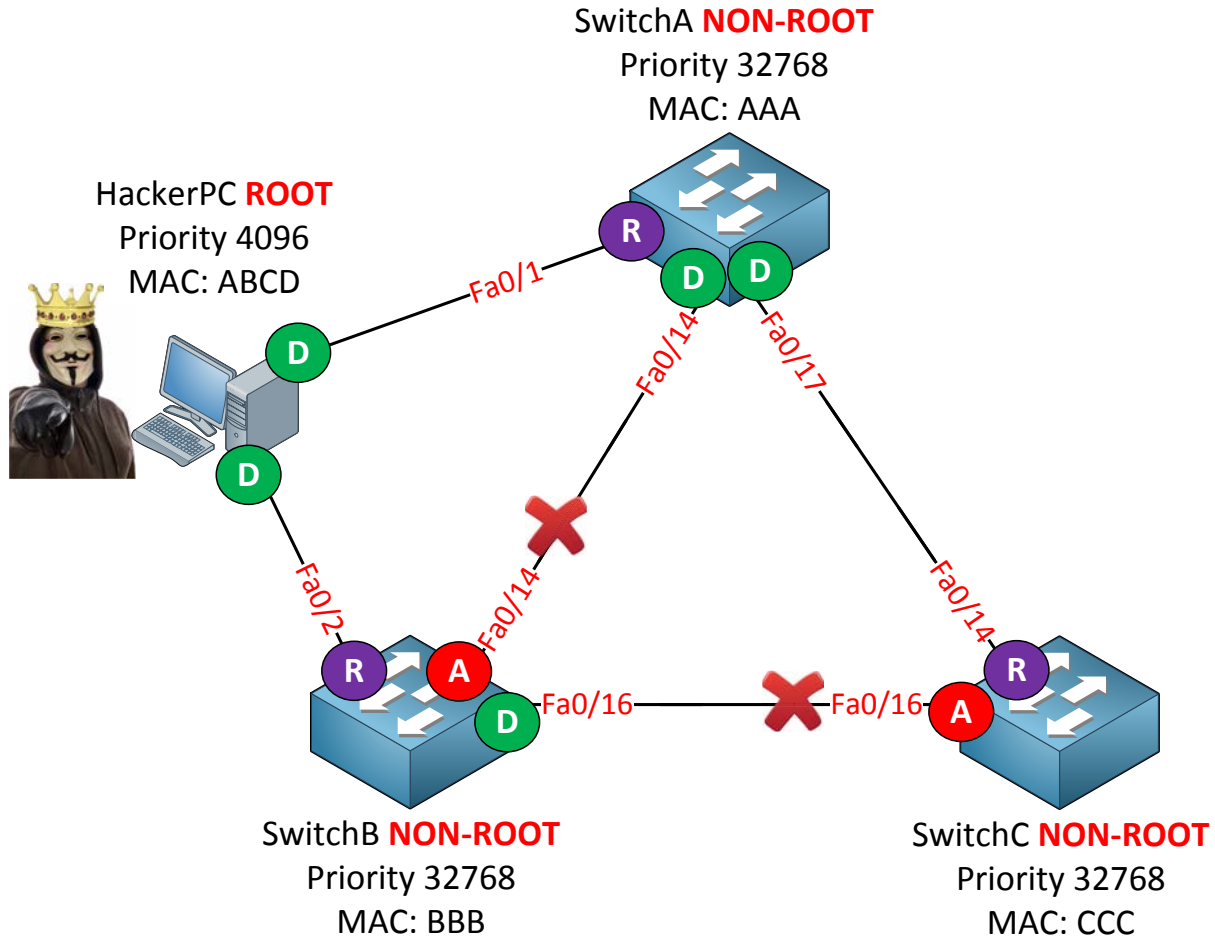 SwitchA NON-ROOT
Priority 32768
MAC: AAA
HackerPC ROOT
Priority 4096
MAC: ABCD
R
D
D
Fa0/1
Fa0/14
Fa0/17
D
D
Fa0/2
Fa0/14
Fa0/14
R
A
D
Fa0/16
Fa0/16
A
R
SwitchB NON-ROOT
Priority 32768
MAC: BBB
SwitchC NON-ROOT
Priority 32768
MAC: CCC